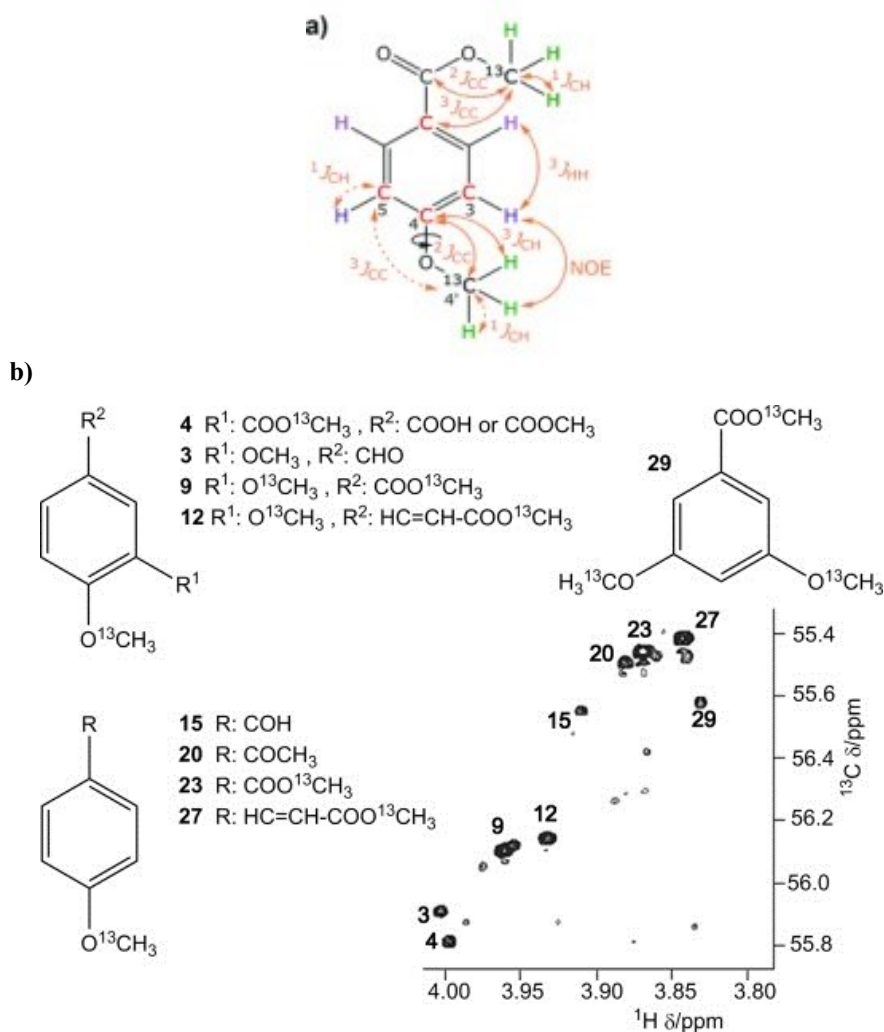 a)
H
O O 13C H
2JCC 1JCH
C H
3JCC
H C H
1JCH 3JHH
H C C H
5 4 C 3
3JCH
2JCC
3JCC O H NOE
13C H
4'
H 1JCH
b)
R2
4 R1: COO13CH3 , R2: COOH or COOCH3
3 R1: OCH3 , R2: CHO
9 R1: O13CH3 , R2: COO13CH3
12 R1: O13CH3 , R2: HC=CH-COO13CH3
R1
O13CH3
COO13CH3
29
H313CO O13CH3
R
15 R: COH
20 R: COCH3
23 R: COO13CH3
27 R: HC=CH-COO13CH3
O13CH3
27
23
20
15
29
9
12
3
4
55.4
55.6
56.4
56.2
56.0
55.8
13C δ/ppm
4.00 3.95 3.90 3.85 3.80
1H δ/ppm